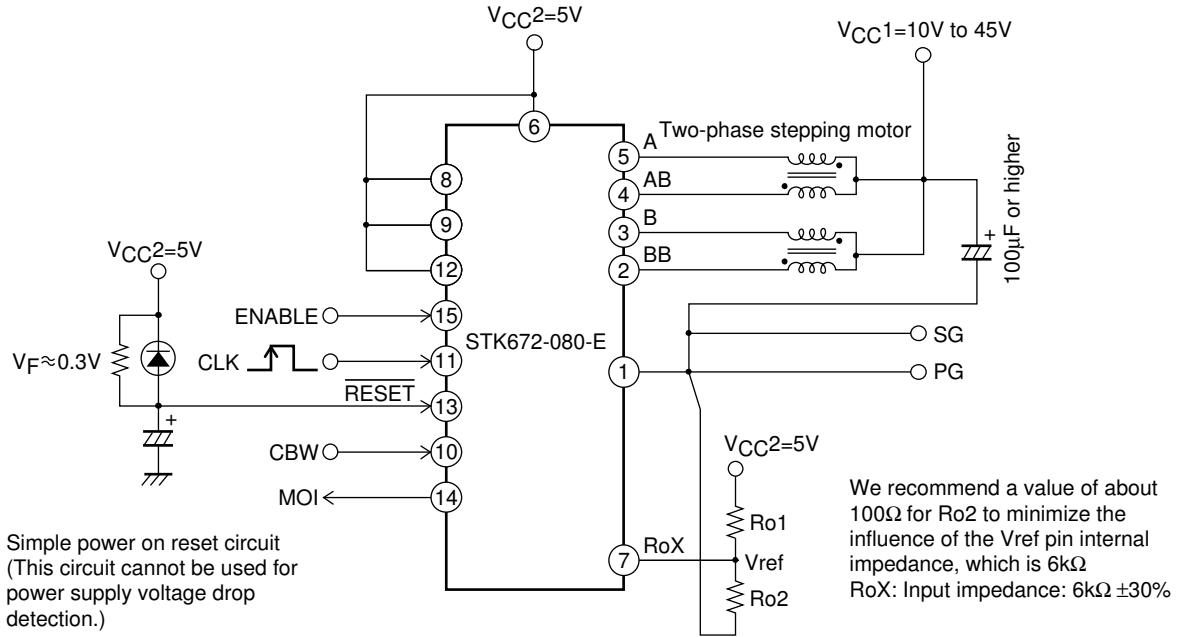 VCC2=5V
VCC1=10V to 45V
6
Two-phase stepping motor
A
5
8
AB
4
9
B
3
100µF or higher
+
BB
2
12
VCC2=5V
ENABLE
15
STK672-080-E
SG
VF≈0.3V
CLK
11
1
PG
RESET
13
+
CBW
10
VCC2=5V
MOI
14
Ro1
RoX
7
Vref
Ro2
Simple power on reset circuit
(This circuit cannot be used for
power supply voltage drop
detection.)
We recommend a value of about
100Ω for Ro2 to minimize the
influence of the Vref pin internal
impedance, which is 6kΩ
RoX: Input impedance: 6kΩ ±30%